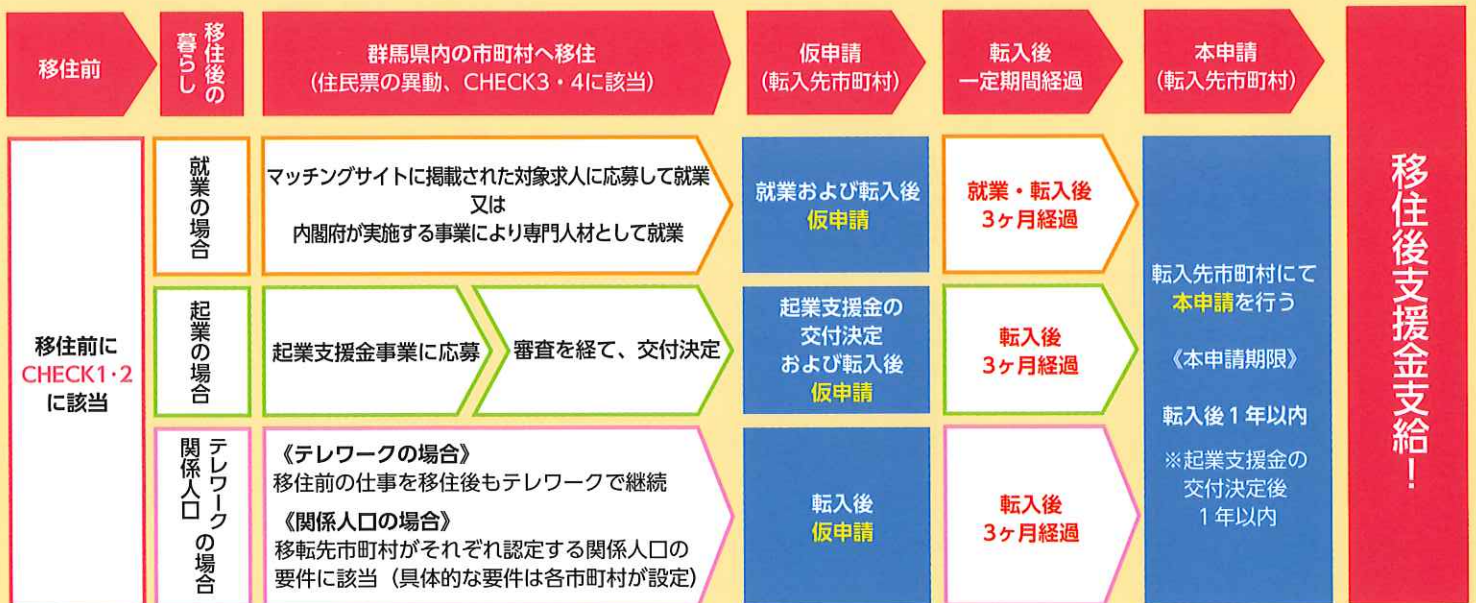 移住前
移住後の
暮らし
群馬県内の市町村へ移住
(住民票の異動、CHECK3・4に該当)
仮申請
(転入先市町村)
転入後
一定期間経過
本申請
(転入先市町村)
移住前に
CHECK1・2
に該当
就業の場合
マッチングサイトに掲載された対象求人に応募して就業
又は
内閣府が実施する事業により専門人材として就業
就業および転入後
仮申請
就業・転入後
3ヶ月経過
起業の場合
起業支援金事業に応募
審査を経て、交付決定
起業支援金の
交付決定
および転入後
仮申請
転入後
3ヶ月経過
テレワーク
関係人口
の場合
《テレワークの場合》
移住前の仕事を移住後もテレワークで継続
《関係人口の場合》
移転先市町村がそれぞれ認定する関係人口の
要件に該当（具体的な要件は各市町村が設定）
転入後
仮申請
転入後
3ヶ月経過
転入先市町村にて
本申請を行う
《本申請期限》
転入後1年以内
※起業支援金の
交付決定後
1年以内
移住後支援金支給！